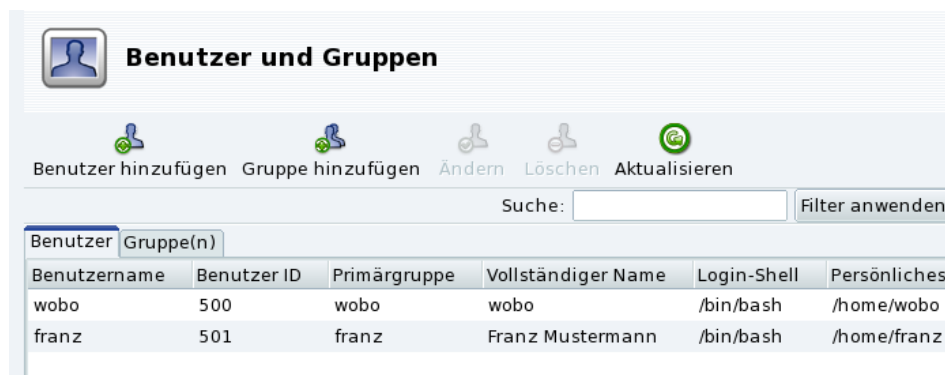 Benutzer und Gruppen
Benutzer hinzufügen Gruppe hinzufügen Ändern Löschen Aktualisieren
Suche: Filter anwenden
Benutzer Gruppe(n)
Benutzername Benutzer ID Primärgruppe Vollständiger Name Login-Shell Persönliches
wobo 500 wobo wobo /bin/bash /home/wobo
franz 501 franz Franz Mustermann /bin/bash /home/franz